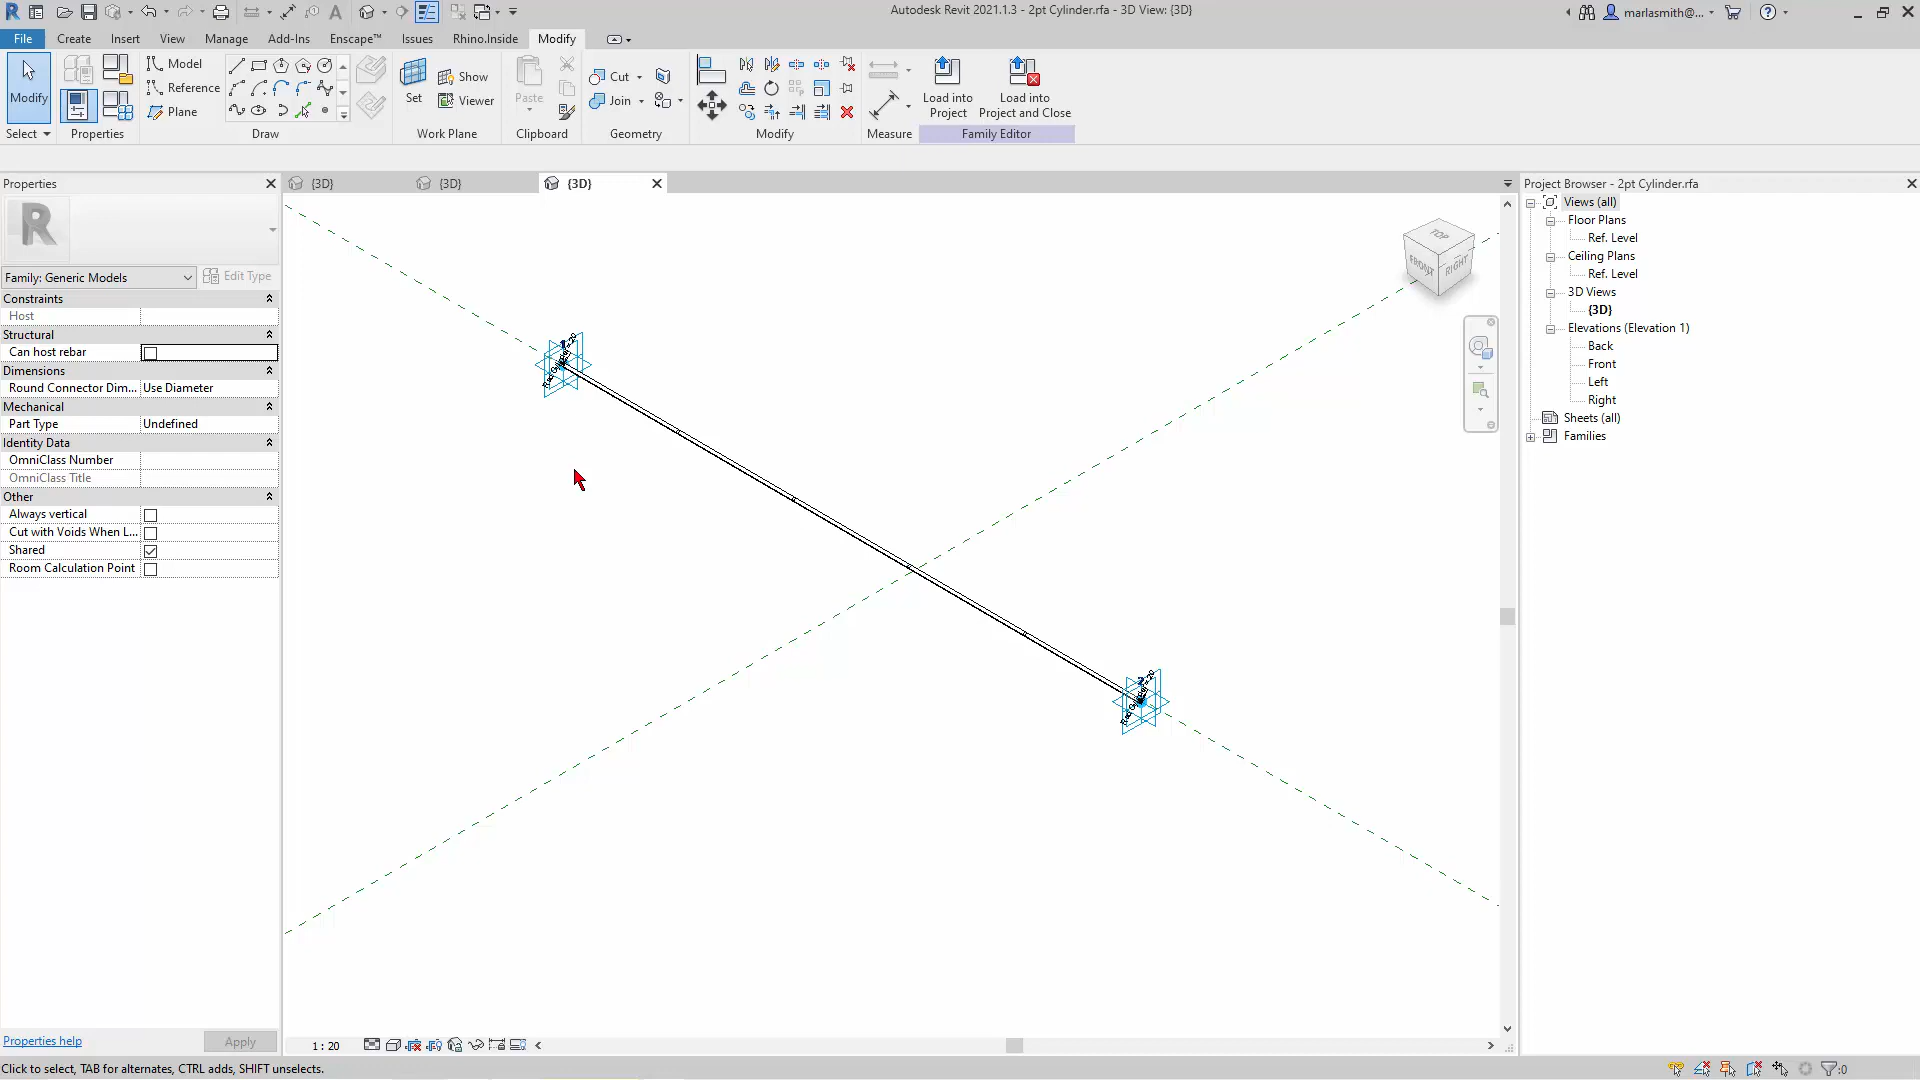 Autodesk Revit 2021.1.3 - 2pt Cylinder.rfa - 3D View: {3D}
marlasmith@...
File
Create
Insert
View
Manage
Add-Ins
Enscape™
Issues
Rhino.Inside
Modify
Modify
Model
Reference
Plane
Set
Show
Viewer
Paste
Cut
Join
Load into
Project
Load into
Project and Close
Select
Properties
Draw
Work Plane
Clipboard
Geometry
Modify
Measure
Family Editor
Properties
{3D}
{3D}
{3D}
Project Browser - 2pt Cylinder.rfa
Family: Generic Models
Edit Type
Constraints
Host
Structural
Can host rebar
Dimensions
Round Connector Dim... Use Diameter
Mechanical
Part Type Undefined
Identity Data
OmniClass Number
OmniClass Title
Other
Always vertical
Cut with Voids When L...
Shared
Room Calculation Point
TOP
FRONT
RIGHT
Views (all)
Floor Plans
Ref. Level
Ceiling Plans
Ref. Level
3D Views
{3D}
Elevations (Elevation 1)
Back
Front
Left
Right
Sheets (all)
Families
Properties help
Apply
1 : 20
Click to select, TAB for alternates, CTRL adds, SHIFT unselects.
:0